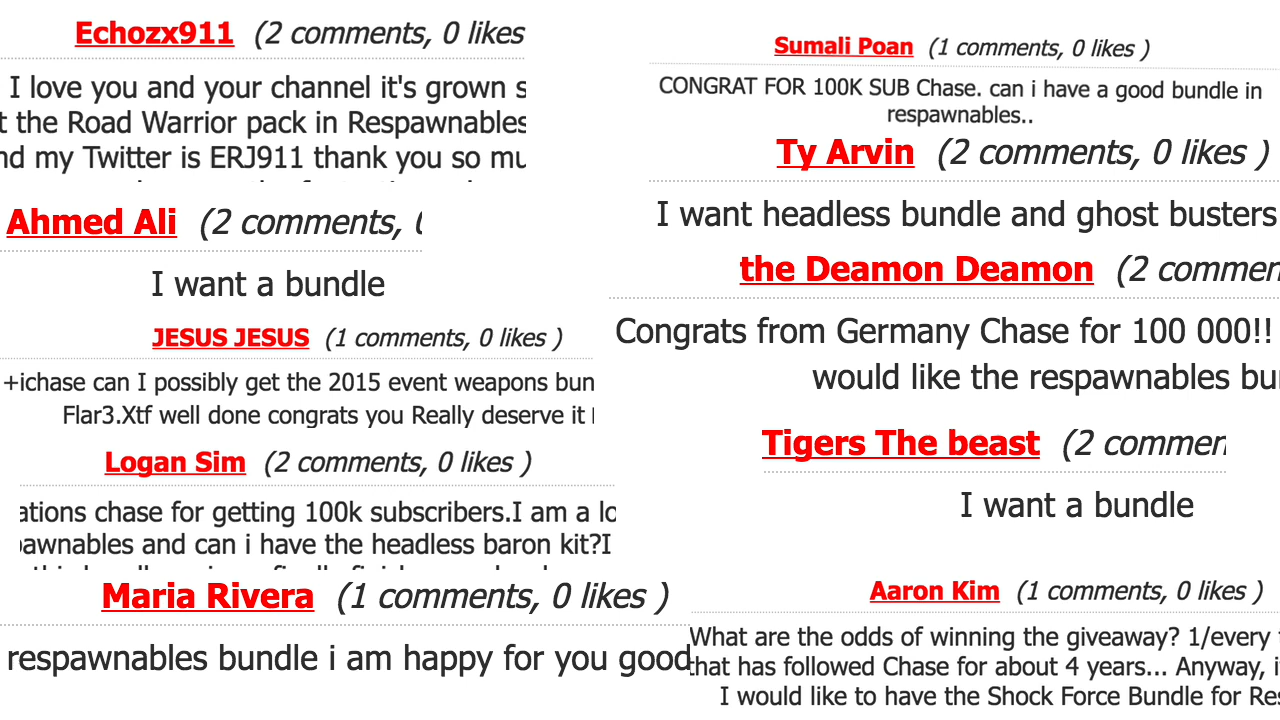 Echozx911 (2 comments, 0 likes
I love you and your channel it's grown s
t the Road Warrior pack in Respawnables
nd my Twitter is ERJ911 thank you so mu
Ahmed Ali (2 comments, 0
I want a bundle
JESUS JESUS (1 comments, 0 likes )
+ichase can I possibly get the 2015 event weapons bun
Flar3.Xtf well done congrats you Really deserve it
Logan Sim (2 comments, 0 likes )
ations chase for getting 100k subscribers.I am a lo
pawnables and can i have the headless baron kit?I
Maria Rivera (1 comments, 0 likes )
respawnables bundle i am happy for you good
Sumali Poan (1 comments, 0 likes )
CONGRAT FOR 100K SUB Chase. can i have a good bundle in
respawnables..
Ty Arvin (2 comments, 0 likes )
I want headless bundle and ghost busters
the Deamon Deamon (2 commen
Congrats from Germany Chase for 100 000!!
would like the respawnables bu
Tigers The beast (2 commen
I want a bundle
Aaron Kim (1 comments, 0 likes )
What are the odds of winning the giveaway? 1/every
that has followed Chase for about 4 years... Anyway, i
I would like to have the Shock Force Bundle for Res